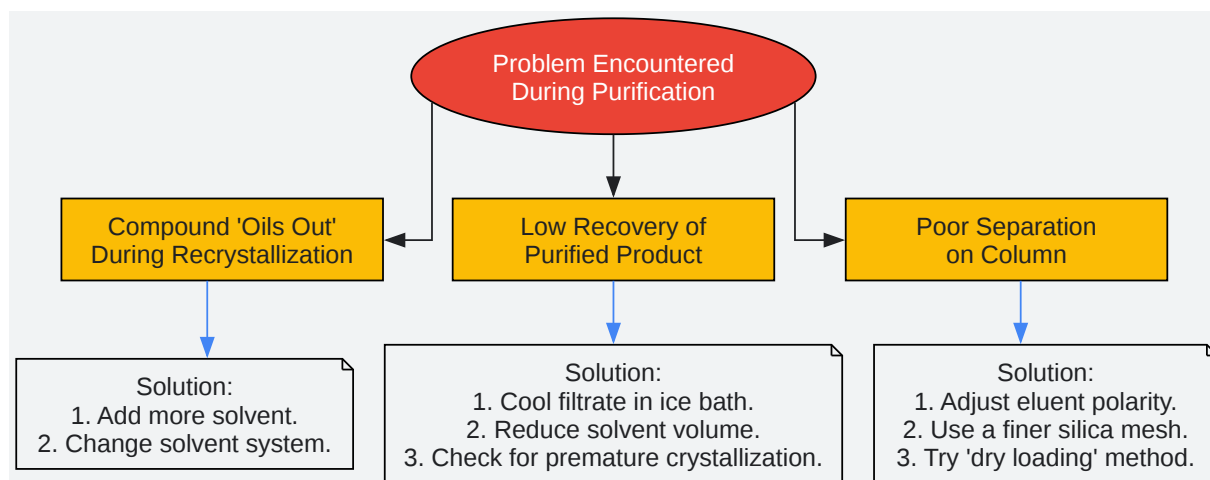 Problem Encountered
During Purification
Compound 'Oils Out'
During Recrystallization
Low Recovery of
Purified Product
Poor Separation
on Column
Solution:
1. Add more solvent.
2. Change solvent system.
Solution:
1. Cool filtrate in ice bath.
2. Reduce solvent volume.
3. Check for premature crystallization.
Solution:
1. Adjust eluent polarity.
2. Use a finer silica mesh.
3. Try 'dry loading' method.